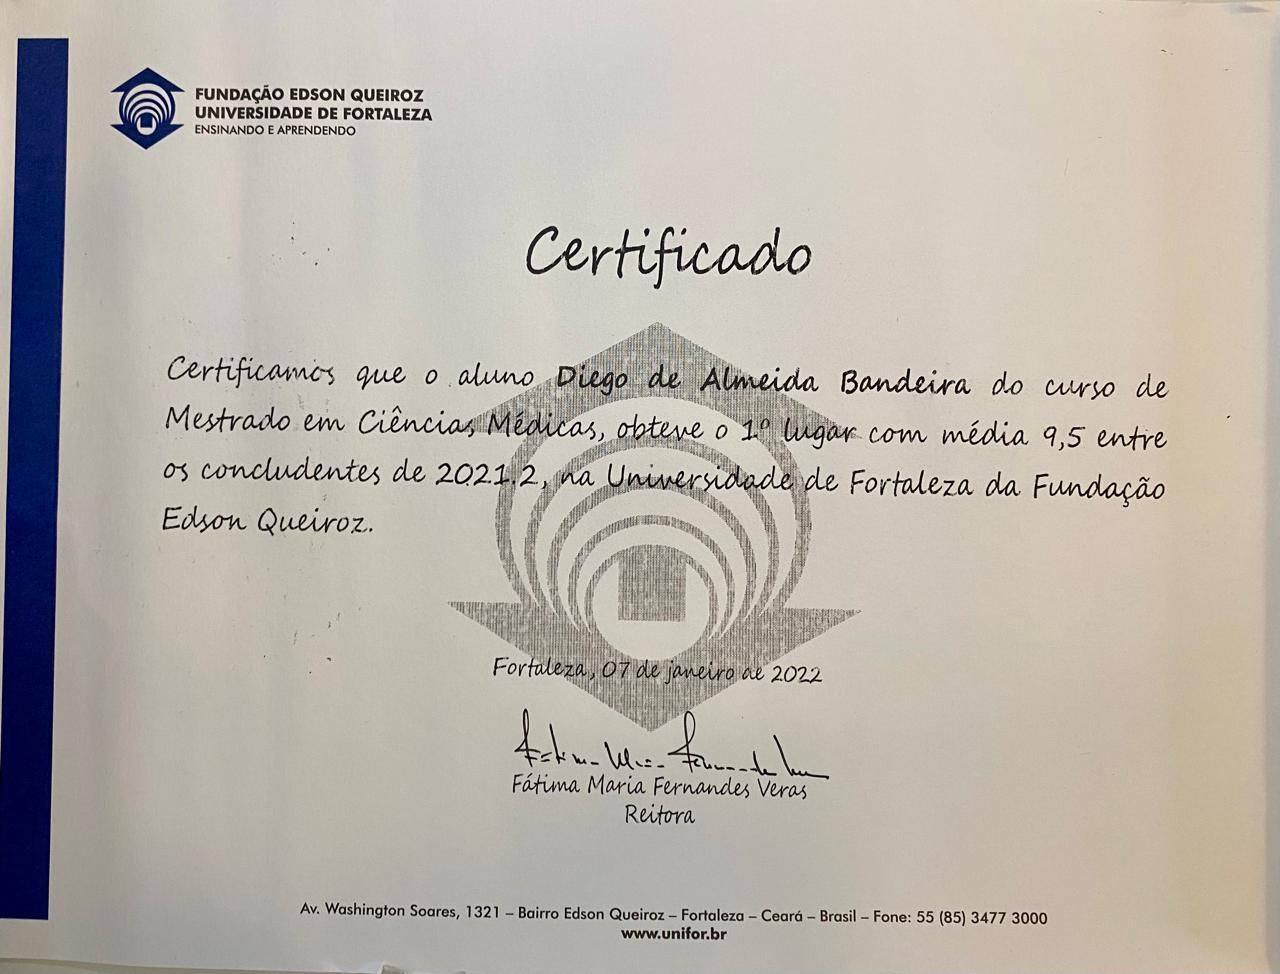 FUNDAÇÃO EDSON QUEIROZ
UNIVERSIDADE DE FORTALEZA
ENSINANDO E APRENDENDO
Certificado
Certificamos que o aluno Diego de Almeida Bandeira do curso de
Mestrado em Ciências Médicas, obteve o 1º lugar com média 9,5 entre
os concludentes de 2021.2, na Universidade de Fortaleza da Fundação
Edson Queiroz.
Fortaleza, 07 de janeiro de 2022
Fátima Maria Fernandes Veras
Reitora
Av. Washington Soares, 1321 – Bairro Edson Queiroz – Fortaleza – Ceará – Brasil – Fone: 55 (85) 3477 3000
www.unifor.br